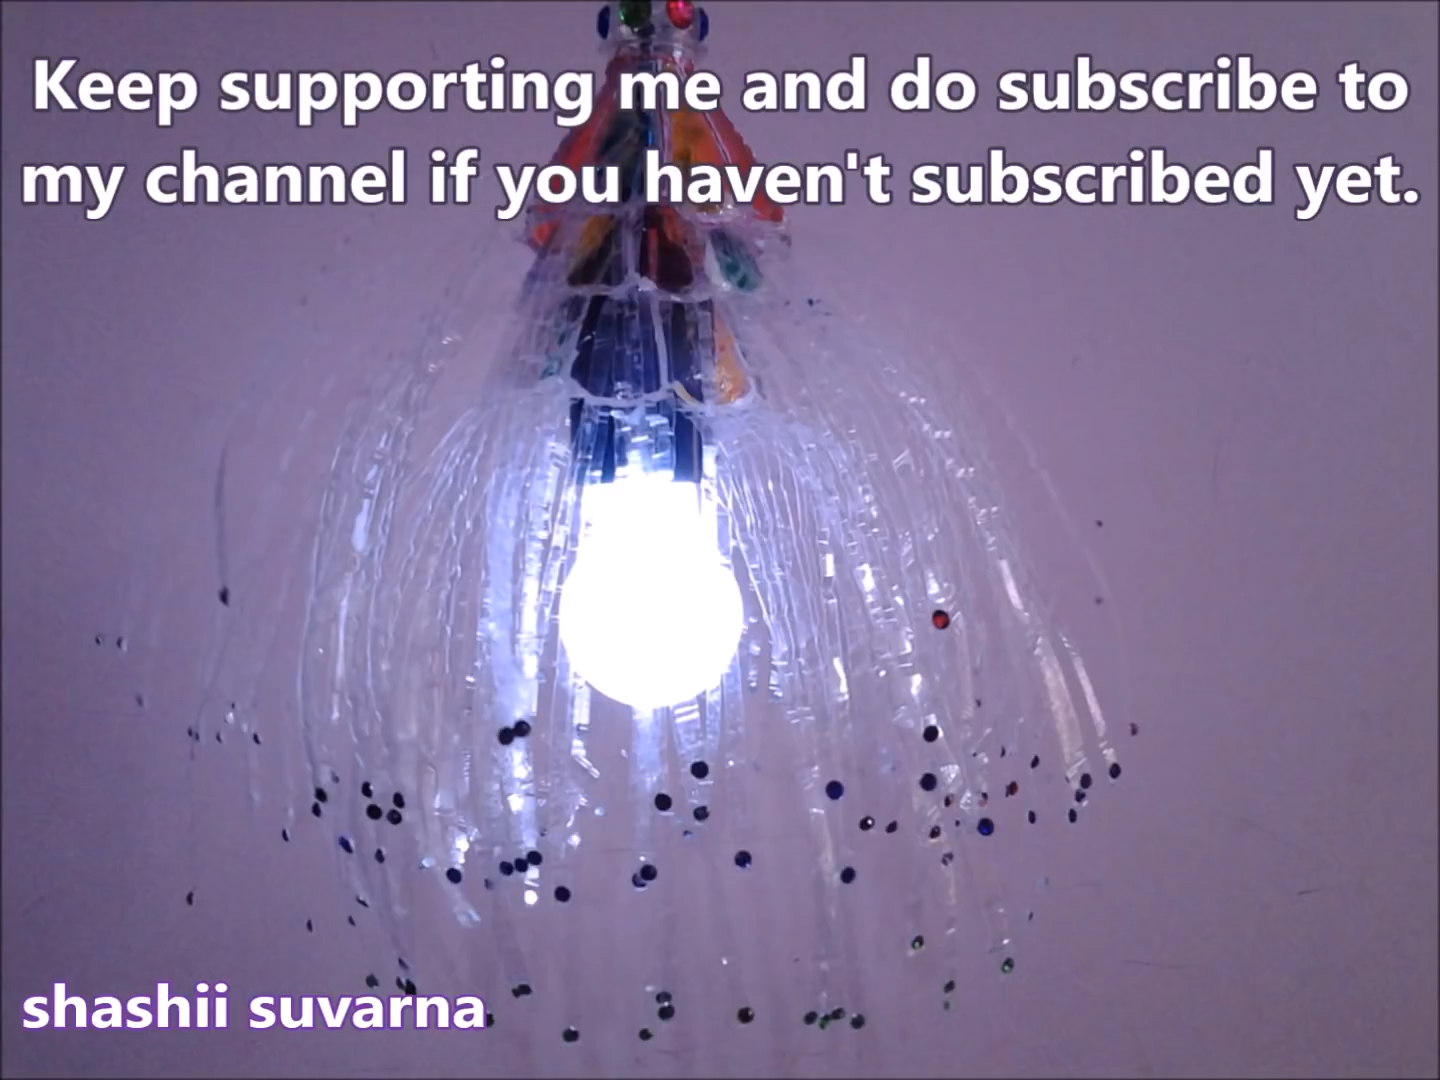 Keep supporting me and do subscribe to
my channel if you haven't subscribed yet.
shashii suvarna